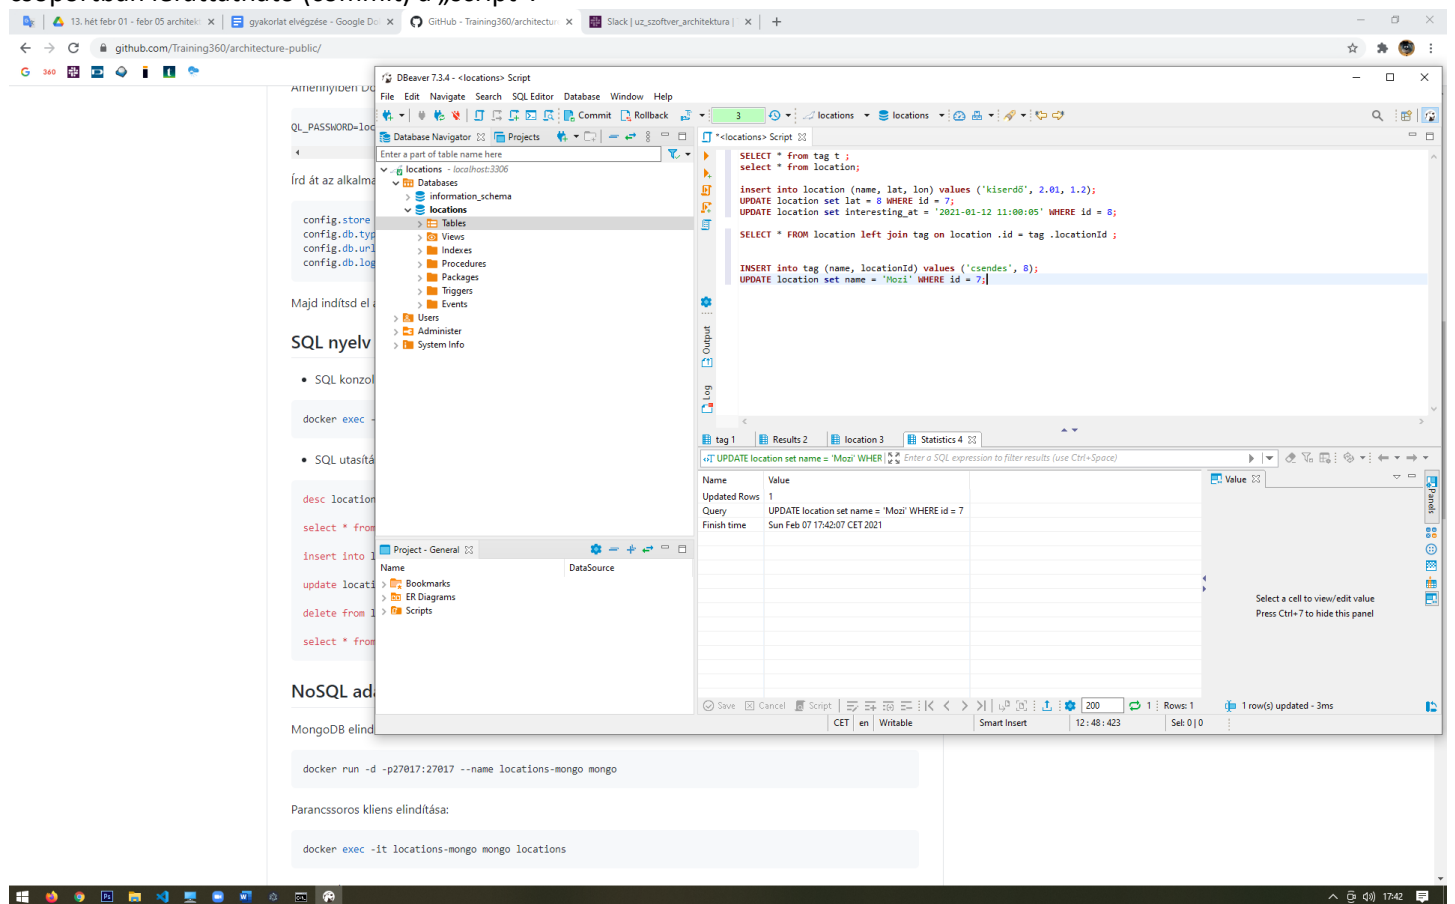 csoportban lefuttatható (commit) a „script".
13. hét febr 01 - febr 05 architekt
gyakorlat elvégzése - Google Do
GitHub - Training360/architectur
Slack | uz_szoftver_architektura |
github.com/Training360/architecture-public/
360
Amennyiben Do
QL_PASSWORD=loc
Írd át az alkalma
config.store
config.db.typ
config.db.url
config.db.log
Majd indítsd el a
SQL nyelv
SQL konzol
docker exec -
SQL utasítá
desc location
select * from
insert into l
update locati
delete from l
select * from
NoSQL ada
MongoDB elind
docker run -d -p27017:27017 --name locations-mongo mongo
Parancssoros kliens elindítása:
docker exec -it locations-mongo mongo locations
DBeaver 7.3.4 - <locations> Script
File Edit Navigate Search SQL Editor Database Window Help
Commit Rollback 3 locations locations
Database Navigator Projects
Enter a part of table name here
locations - localhost:3306
Databases
information_schema
locations
Tables
Views
Indexes
Procedures
Packages
Triggers
Events
Users
Administer
System Info
Project - General
Name DataSource
Bookmarks
ER Diagrams
Scripts
*<locations> Script
SELECT * from tag t ;
select * from location;
insert into location (name, lat, lon) values ('kiserdő', 2.01, 1.2);
UPDATE location set lat = 8 WHERE id = 7;
UPDATE location set interesting_at = '2021-01-12 11:00:05' WHERE id = 8;
SELECT * FROM location left join tag on location .id = tag .locationId ;
INSERT into tag (name, locationId) values ('csendes', 8);
UPDATE location set name = 'Mozi' WHERE id = 7;
Output
Log
tag 1 Results 2 location 3 Statistics 4
UPDATE location set name = 'Mozi' WHER Enter a SQL expression to filter results (use Ctrl+Space)
Name Value
Updated Rows 1
Query UPDATE location set name = 'Mozi' WHERE id = 7
Finish time Sun Feb 07 17:42:07 CET 2021
Value
Panels
Select a cell to view/edit value
Press Ctrl+7 to hide this panel
Save Cancel Script 200 1 Rows: 1 1 row(s) updated - 3ms
CET en Writable Smart Insert 12 : 48 : 423 Sel: 0 | 0
17:42